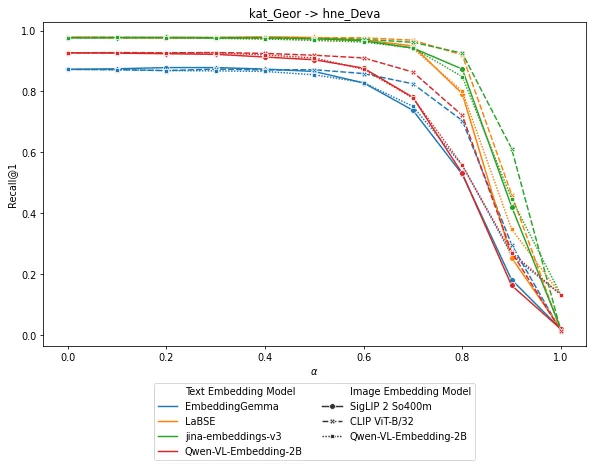 kat_Geor -> hne_Deva
1.0
0.8
0.6
0.4
0.2
0.0
Recall@1
0.0 0.2 0.4 0.6 0.8 1.0
α
Text Embedding Model Image Embedding Model
EmbeddingGemma SigLIP 2 So400m
LaBSE CLIP ViT-B/32
jina-embeddings-v3 Qwen-VL-Embedding-2B
Qwen-VL-Embedding-2B